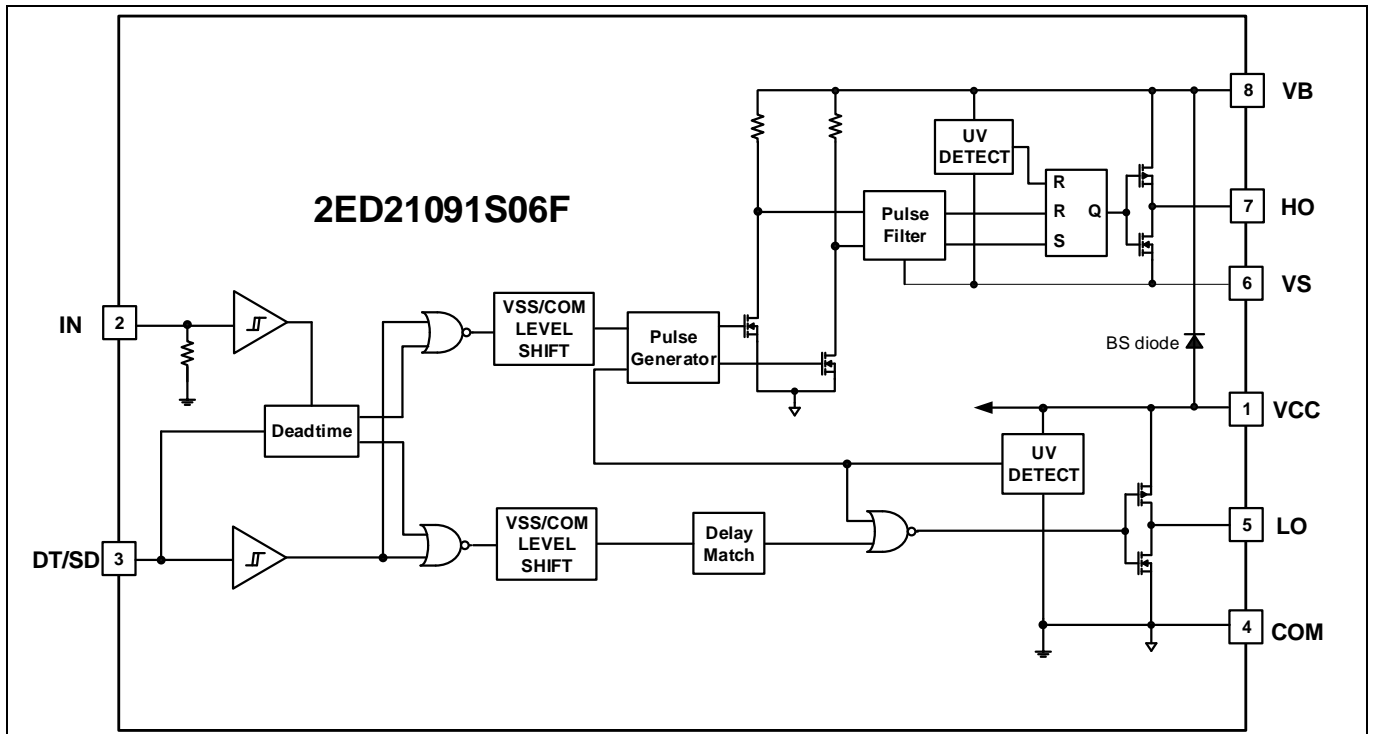 8
VB
UV
DETECT
R
R
Q
S
Pulse
Filter
7
HO
2ED21091S06F
6
VS
IN
2
VSS/COM
LEVEL
SHIFT
Pulse
Generator
BS diode
1
VCC
Deadtime
UV
DETECT
DT/SD
3
VSS/COM
LEVEL
SHIFT
Delay
Match
5
LO
4
COM